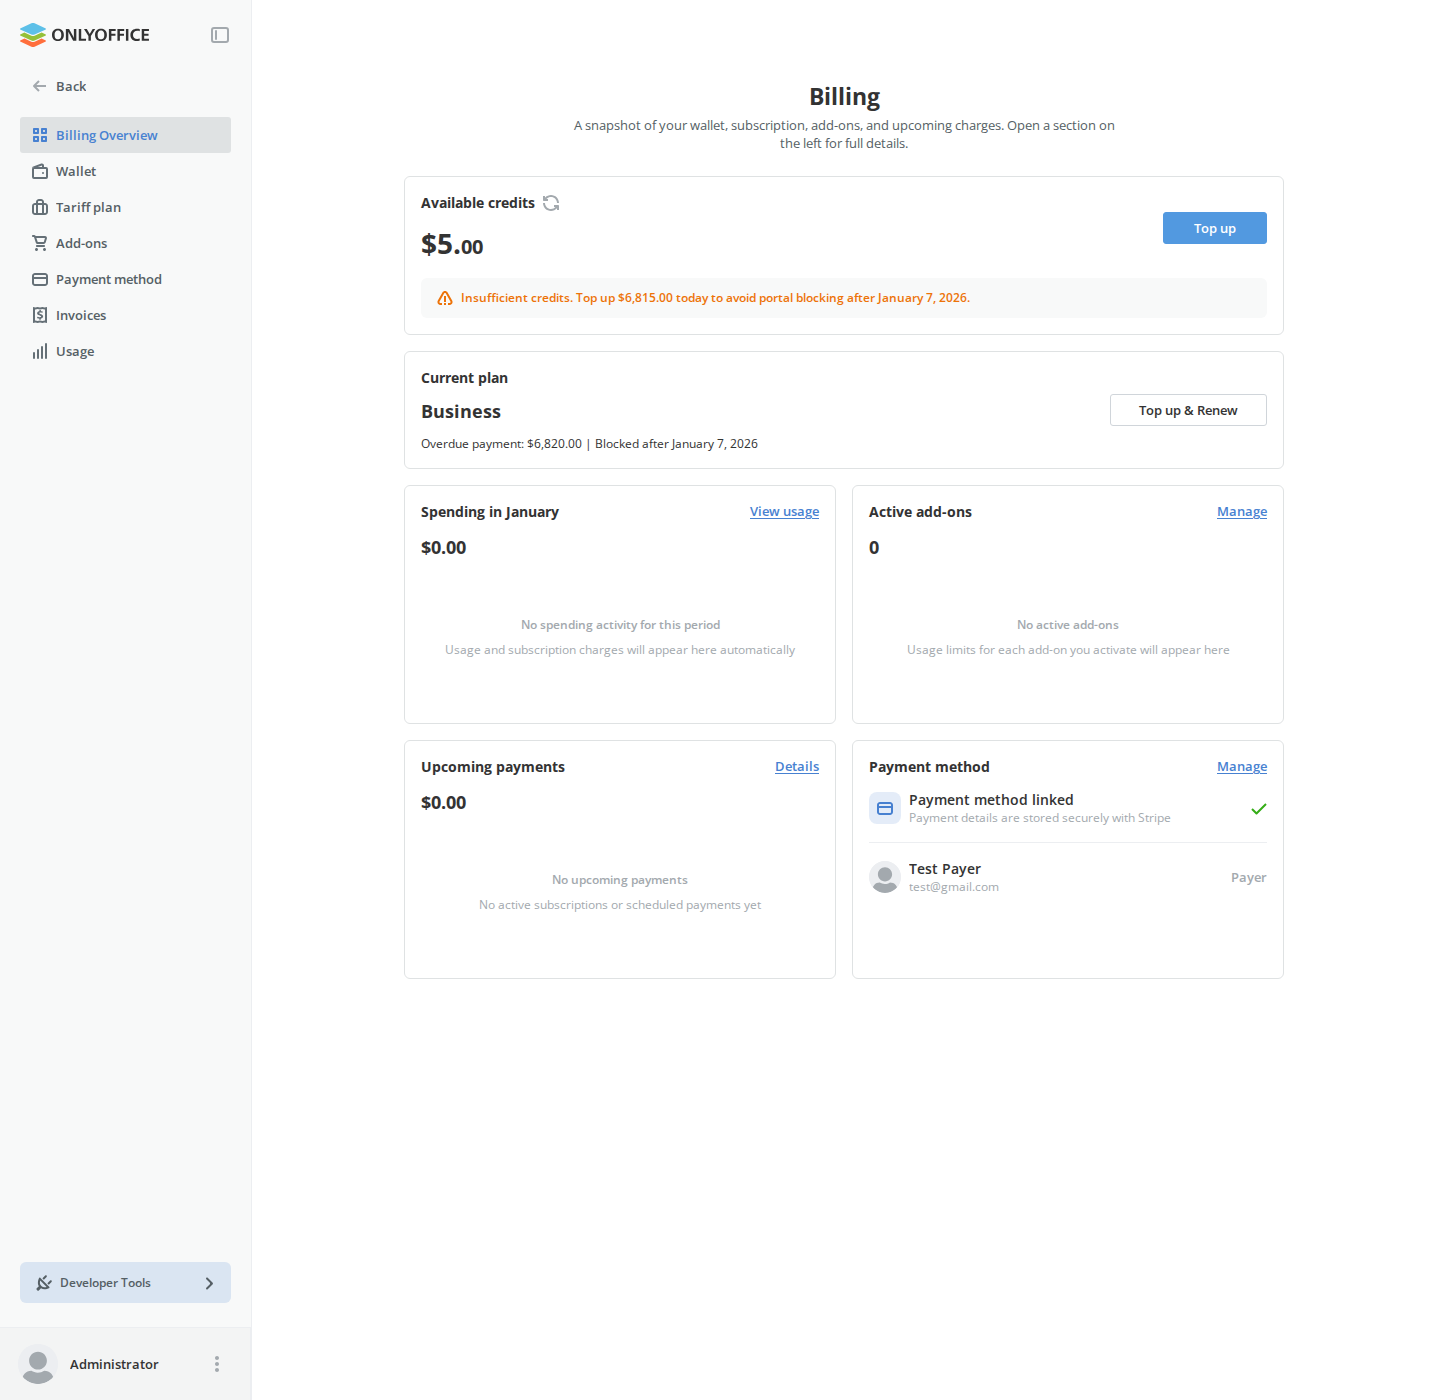 ONLYOFFICE
Back
Billing Overview
Wallet
Tariff plan
Add-ons
Payment method
Invoices
Usage
Developer Tools
Administrator
Billing
A snapshot of your wallet, subscription, add-ons, and upcoming charges. Open a section on
the left for full details.
Available credits
$5.00
Top up
Insufficient credits. Top up $6,815.00 today to avoid portal blocking after January 7, 2026.
Current plan
Business
Top up & Renew
Overdue payment: $6,820.00 | Blocked after January 7, 2026
Spending in January
View usage
$0.00
No spending activity for this period
Usage and subscription charges will appear here automatically
Active add-ons
Manage
0
No active add-ons
Usage limits for each add-on you activate will appear here
Upcoming payments
Details
$0.00
No upcoming payments
No active subscriptions or scheduled payments yet
Payment method
Manage
Payment method linked
Payment details are stored securely with Stripe
Test Payer
test@gmail.com
Payer